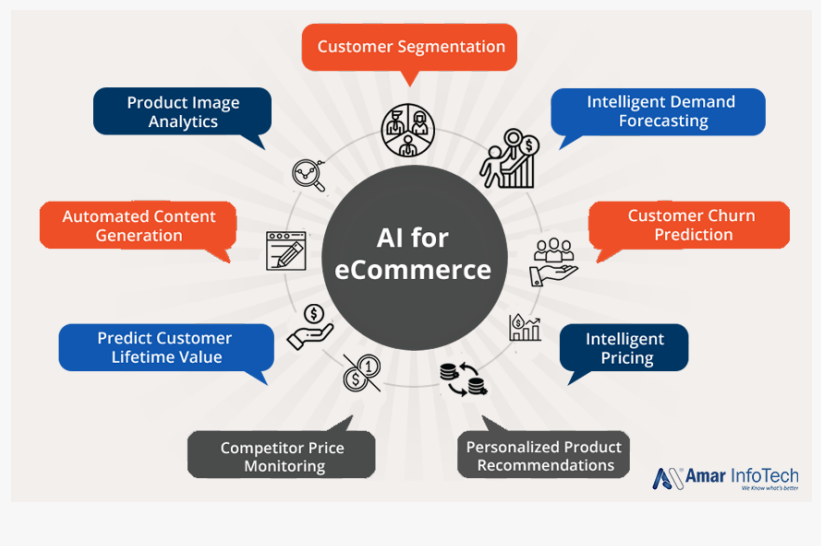 Customer Segmentation
Product Image
Analytics
Intelligent Demand
Forecasting
Automated Content
Generation
Customer Churn
Prediction
AI for
eCommerce
Predict Customer
Lifetime Value
Intelligent
Pricing
Competitor Price
Monitoring
Personalized Product
Recommendations
Amar InfoTech
We Know what's better